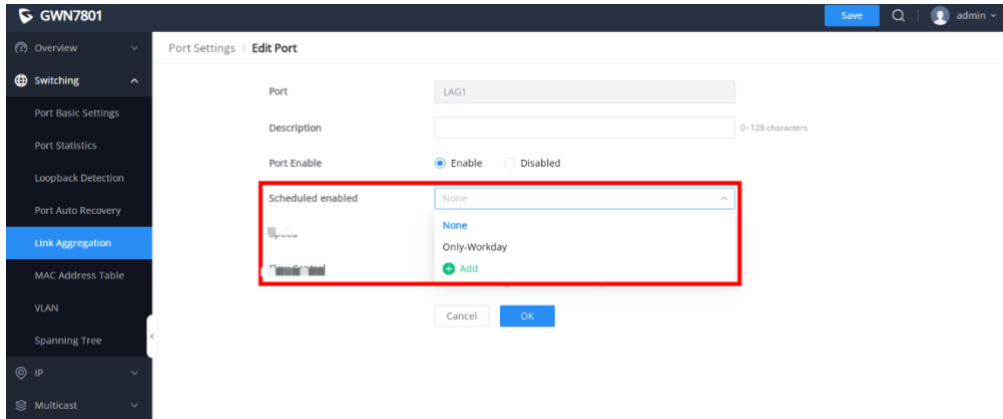 GWN7801
Save
admin
Overview
Port Settings > Edit Port
Switching
Port Basic Settings
Port Statistics
Loopback Detection
Port Auto Recovery
Link Aggregation
MAC Address Table
VLAN
Spanning Tree
IP
Multicast
Port
LAG1
Description
0~128 characters
Port Enable
Enable
Disabled
Scheduled enabled
None
None
Only-Workday
Add
Cancel
OK